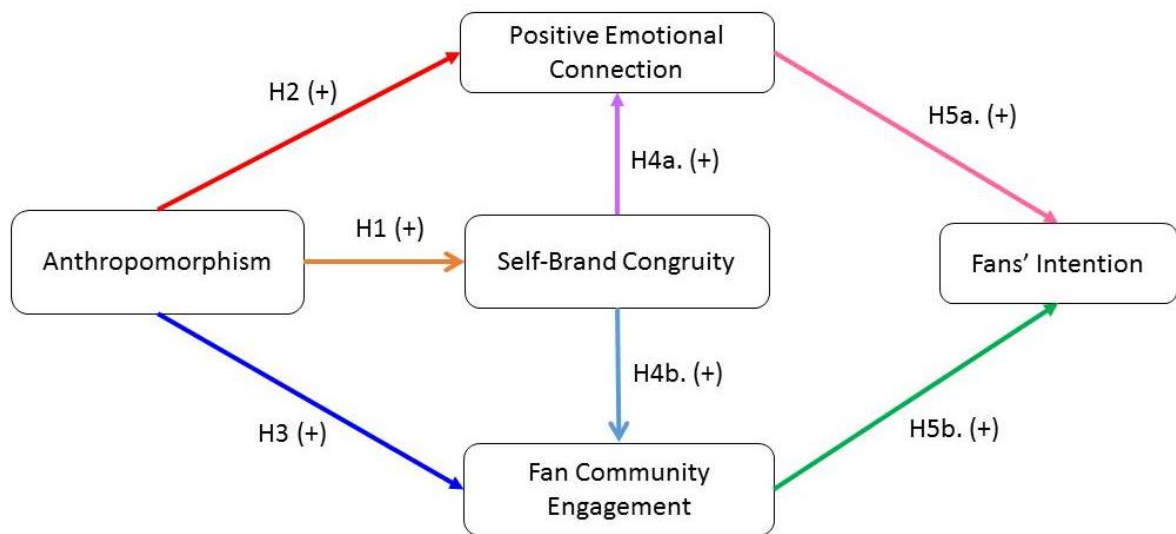 Positive Emotional
Connection
H2 (+)
H5a. (+)
H4a. (+)
H1 (+)
Anthropomorphism
Self-Brand Congruity
Fans’ Intention
H4b. (+)
H3 (+)
H5b. (+)
Fan Community
Engagement